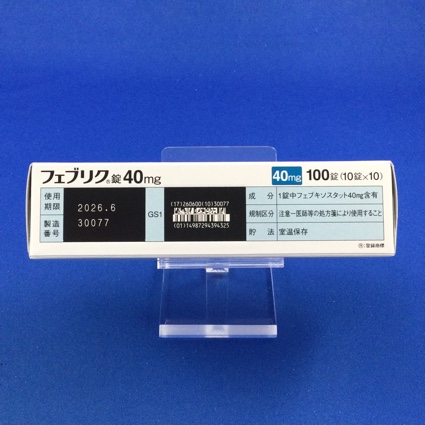 フェブリク®錠40mg
40mg 100錠(10錠×10)
使用期限 2026.6
製造番号 30077
GS1
(17)260600(10)30077
(01)14987294394325
成分 1錠中フェブキソスタット40mg含有
規制区分 注意-医師等の処方箋により使用すること
貯法 室温保存
®:登録商標